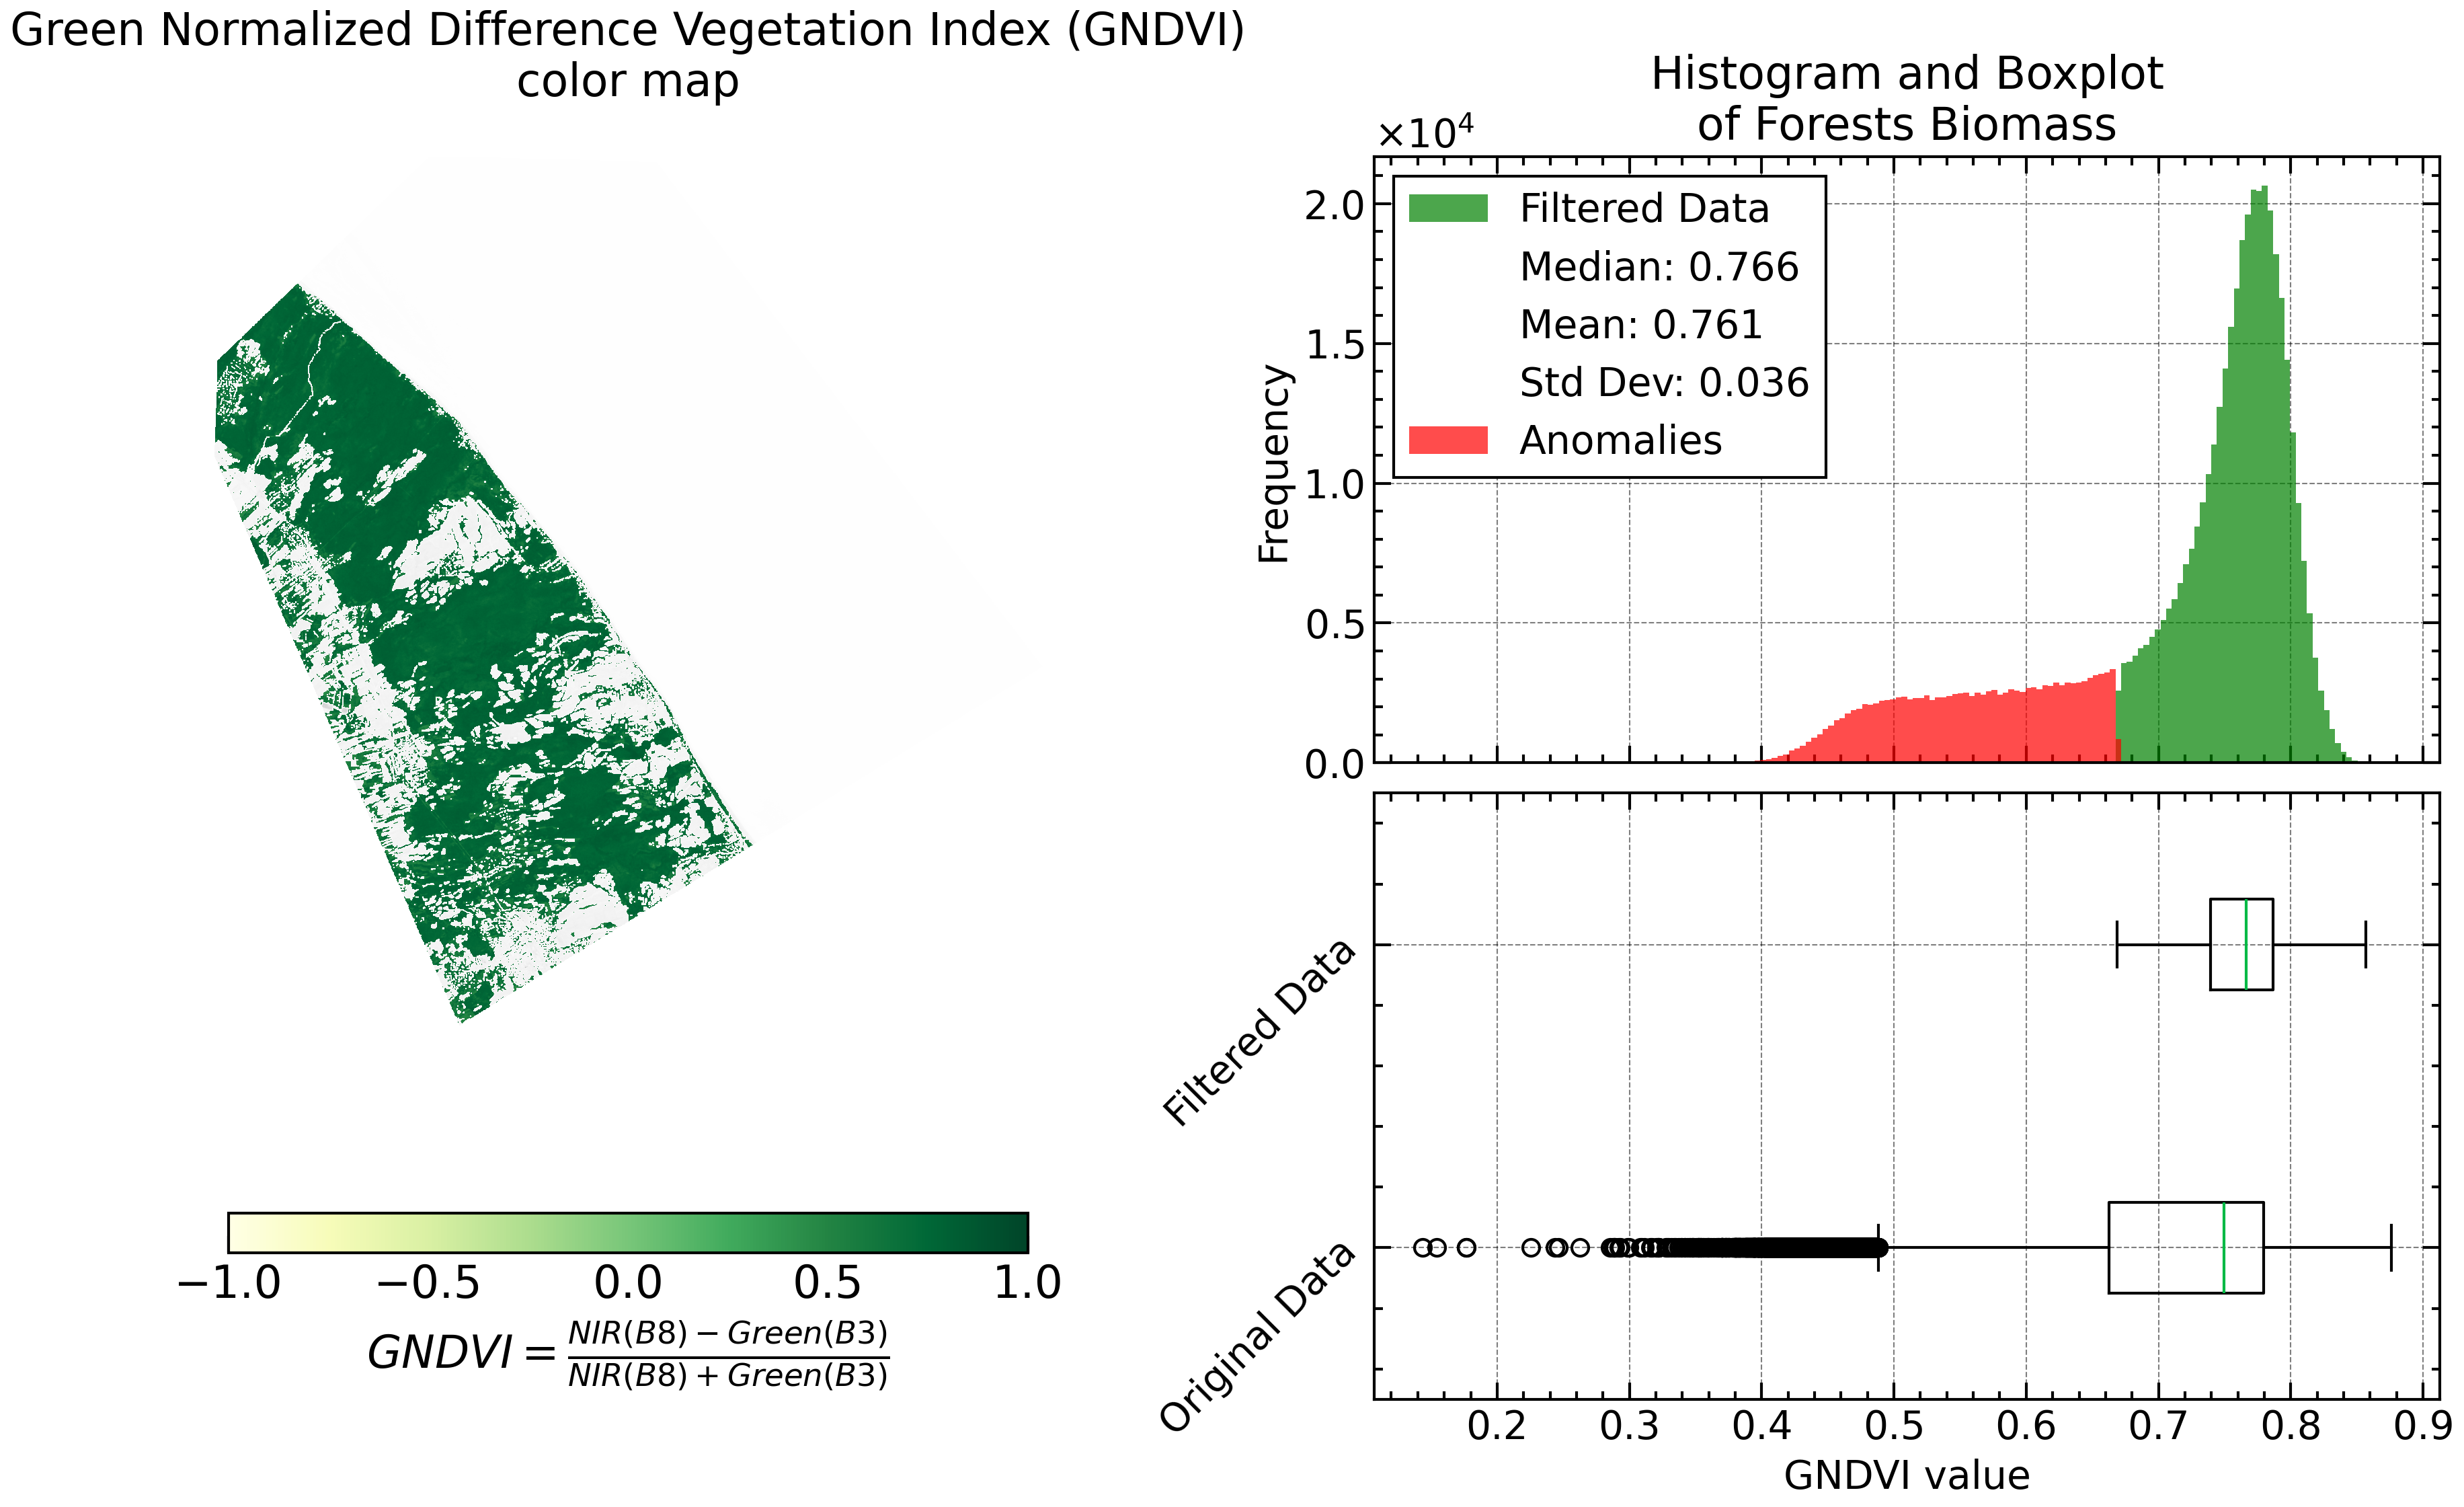 Green Normalized Difference Vegetation Index (GNDVI)
color map
−1.0 −0.5 0.0 0.5 1.0
GNDVI = NIR(B8) − Green(B3) / NIR(B8) + Green(B3)
Histogram and Boxplot
of Forests Biomass
×10⁴
2.0
1.5
1.0
0.5
0.0
Frequency
Filtered Data
Median: 0.766
Mean: 0.761
Std Dev: 0.036
Anomalies
Filtered Data
Original Data
0.2 0.3 0.4 0.5 0.6 0.7 0.8 0.9
GNDVI value